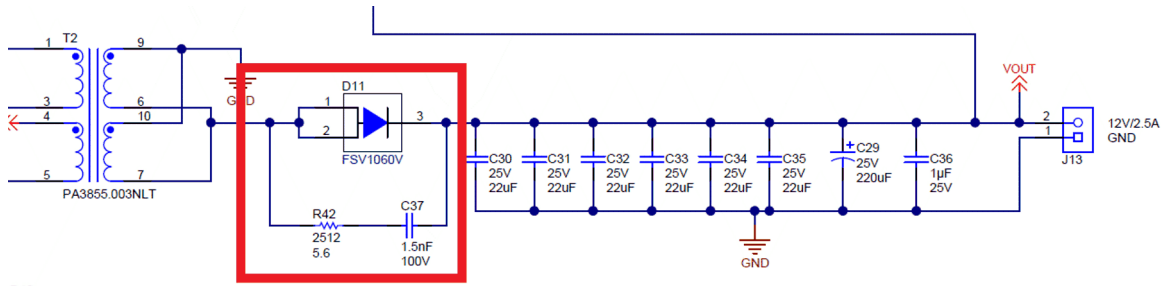 T2
1
3
4
5
9
6
10
7
PA3855.003NLT
GND
D11
1
2
3
FSV1060V
R42
2512
5.6
C37
1.5nF
100V
C30
25V
22uF
C31
25V
22uF
C32
25V
22uF
C33
25V
22uF
C34
25V
22uF
C35
25V
22uF
+
C29
25V
220uF
C36
1μF
25V
GND
VOUT
2
1
12V/2.5A
GND
J13